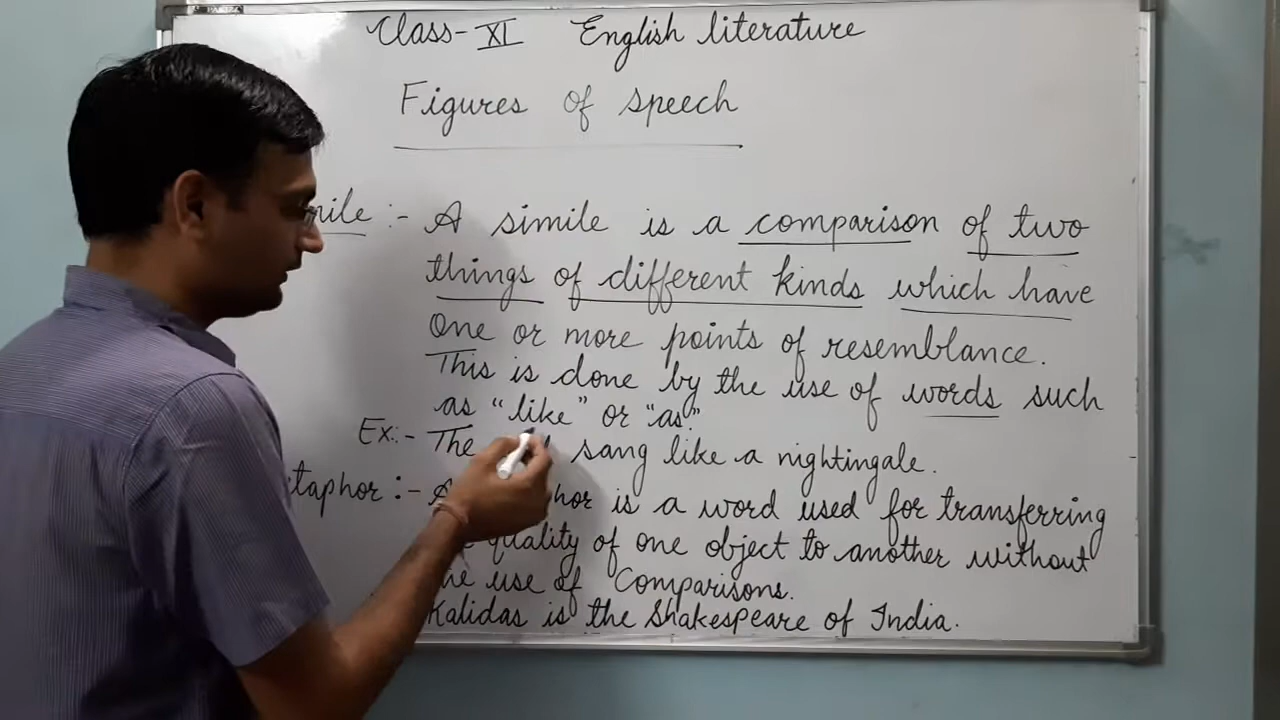 Class-XI English literature
Figures of speech
mile :- A simile is a comparison of two
things of different kinds which have
one or more points of resemblance.
This is done by the use of words such
as "like" or "as."
Ex:- The sang like a nightingale.
taphor :- A phor is a word used for transferring
quality of one object to another without
the use of Comparisons.
Kalidas is the Shakespeare of India.